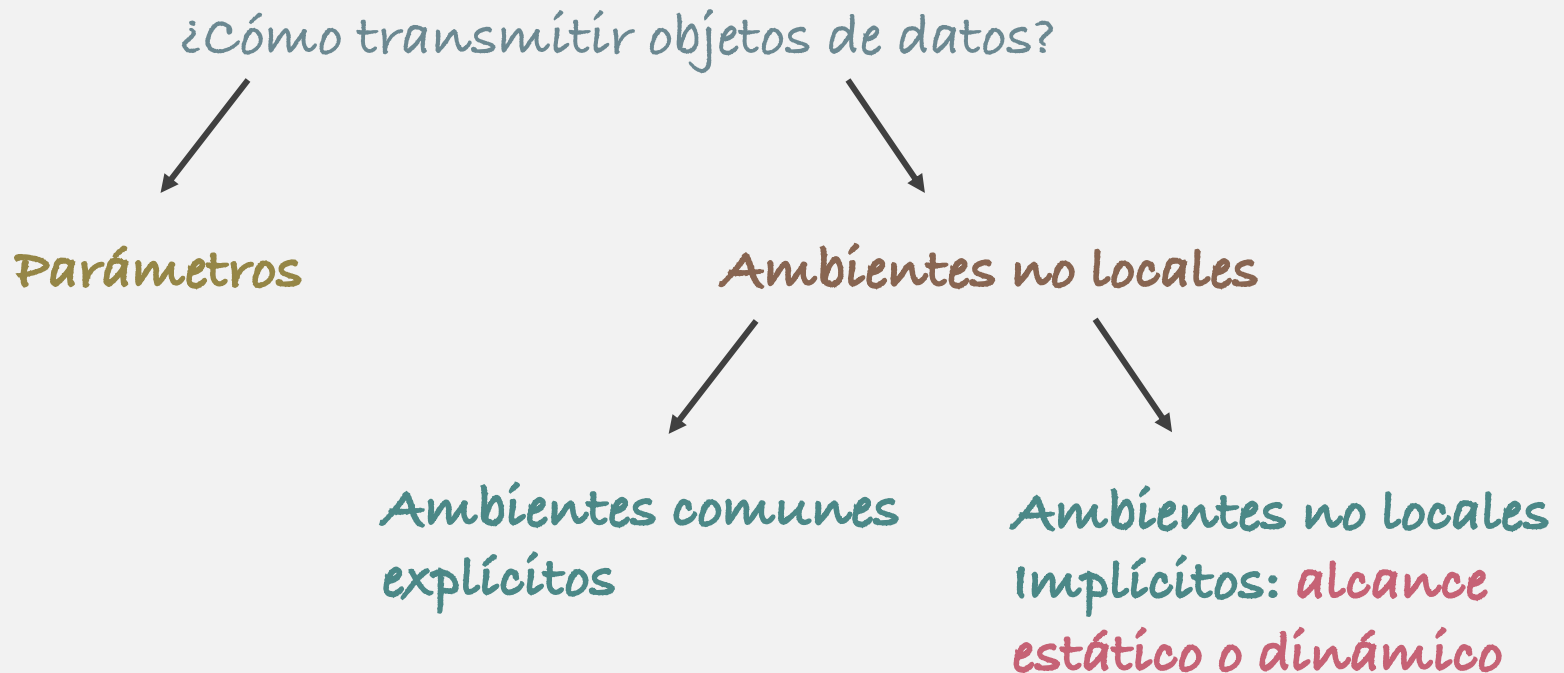 ¿Cómo transmitir objetos de datos?
Parámetros
Ambientes no locales
Ambientes comunes
explícitos
Ambientes no locales
Implícitos: alcance
estático o dinámico